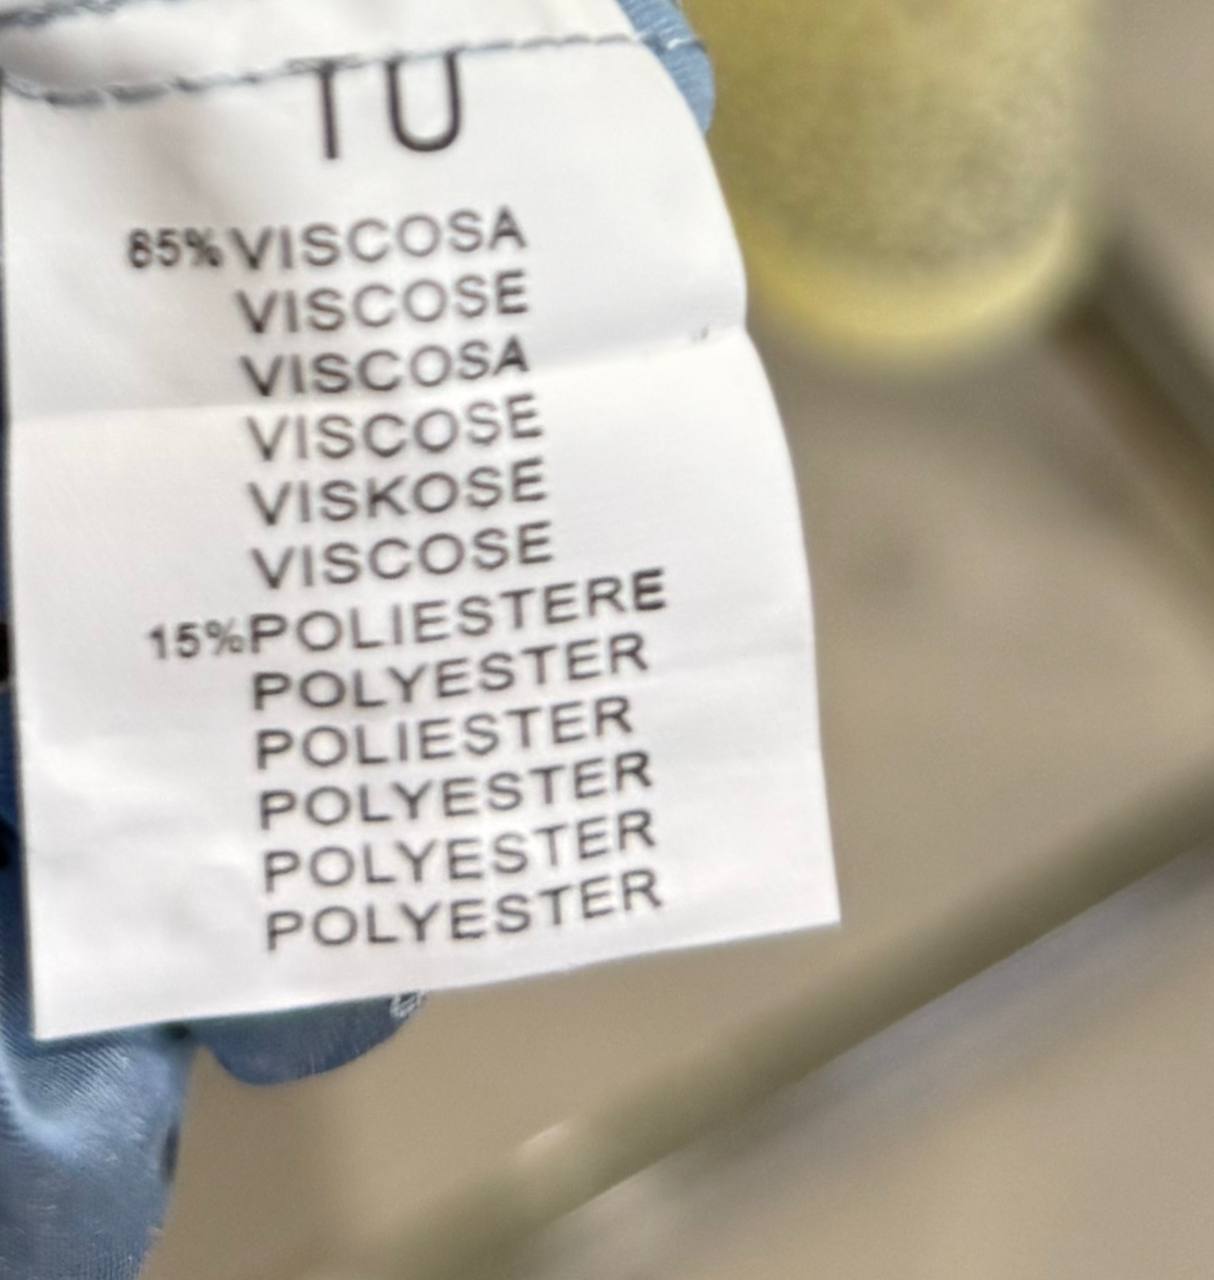 TU
85% VISCOSA
VISCOSE
VISCOSA
VISCOSE
VISKOSE
VISCOSE
15% POLIESTERE
POLYESTER
POLIESTER
POLYESTER
POLYESTER
POLYESTER